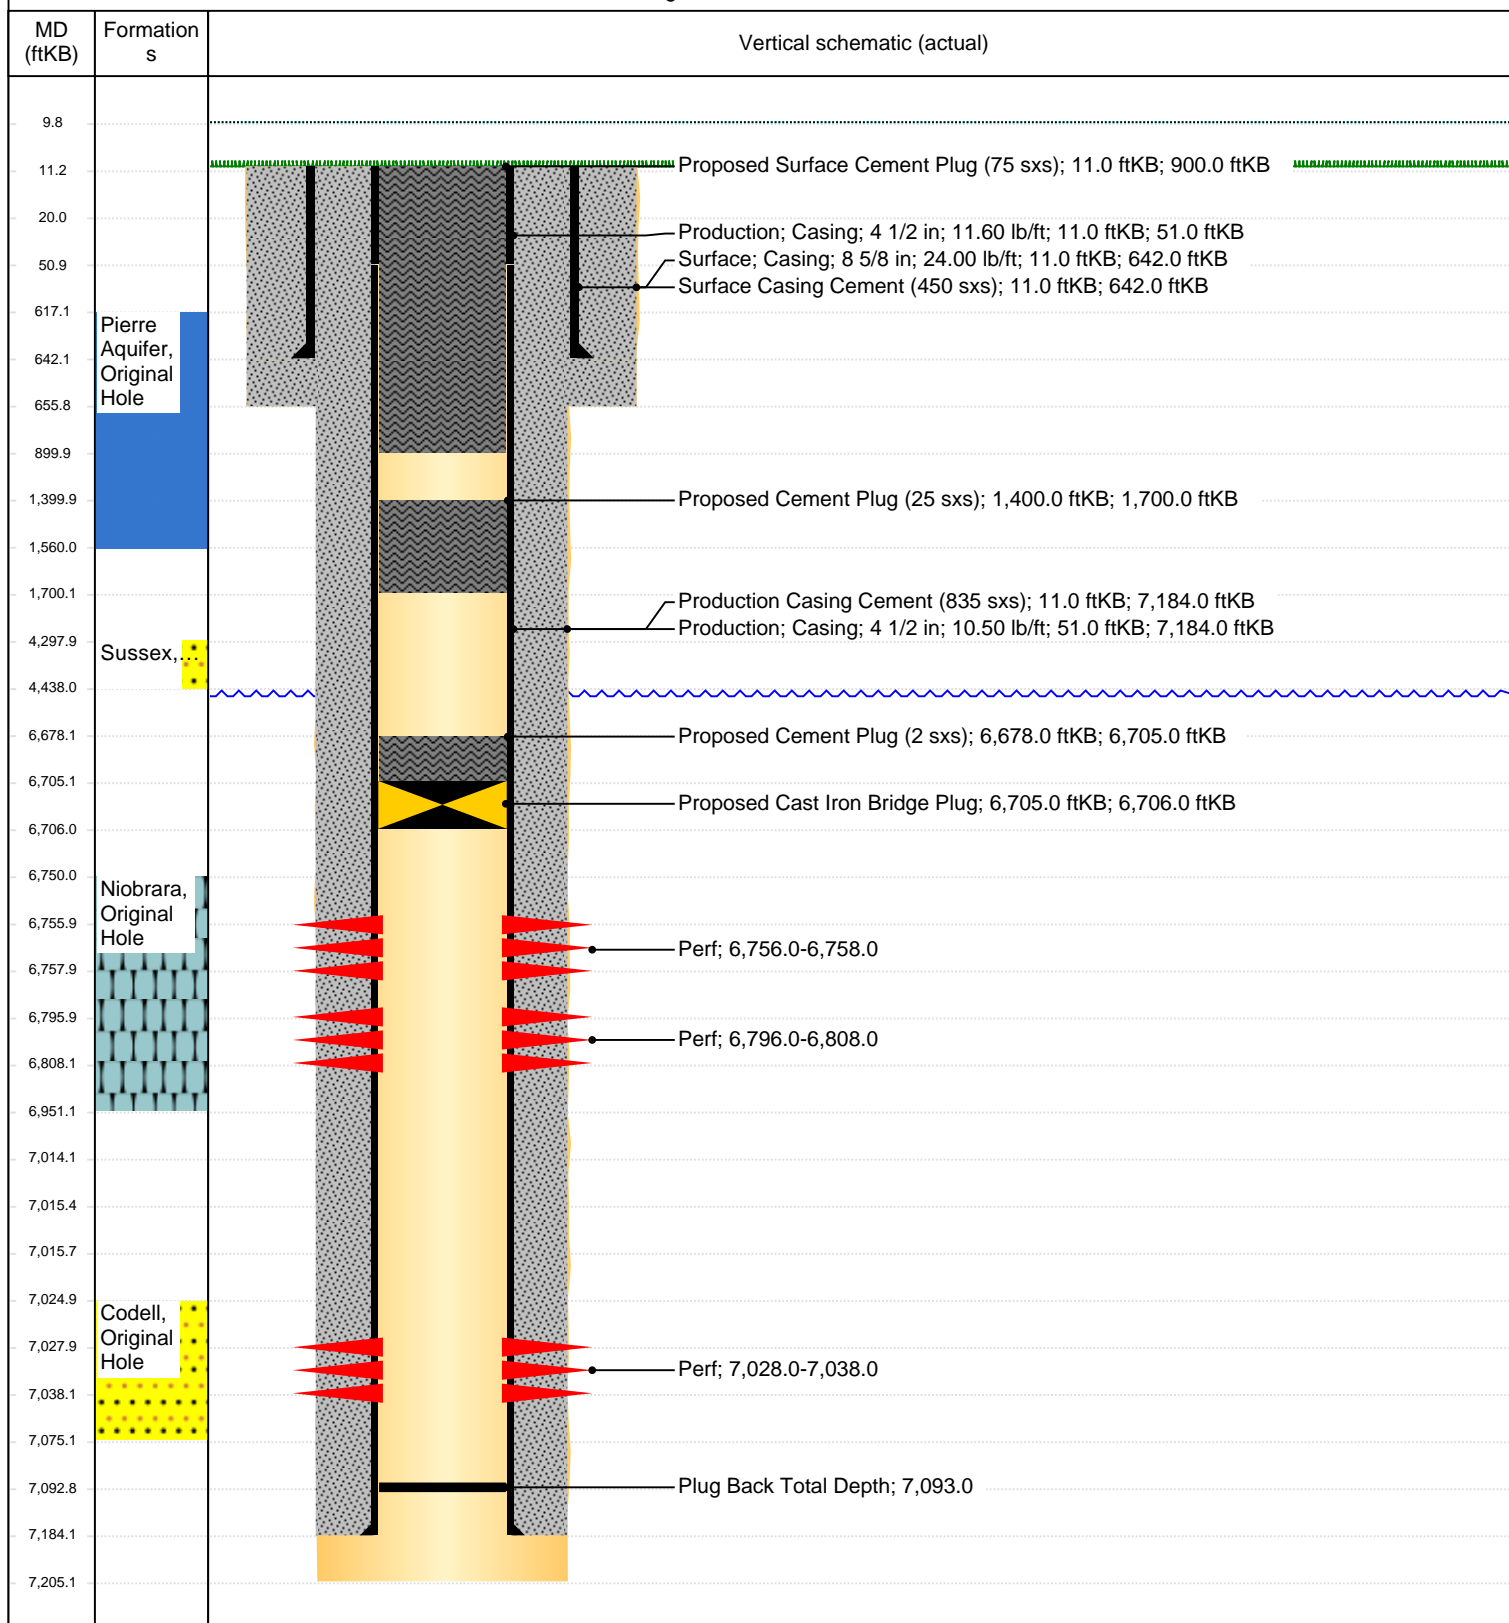 MD
(ftKB)
Formation
s
Vertical schematic (actual)
9.8
11.2
20.0
50.9
617.1
642.1
655.8
899.9
1,399.9
1,560.0
1,700.1
4,297.9
4,438.0
6,678.1
6,705.1
6,706.0
6,750.0
6,755.9
6,757.9
6,795.9
6,808.1
6,951.1
7,014.1
7,015.4
7,015.7
7,024.9
7,027.9
7,038.1
7,075.1
7,092.8
7,184.1
7,205.1
Pierre
Aquifer,
Original
Hole
Sussex,...
Niobrara,
Original
Hole
Codell,
Original
Hole
Proposed Surface Cement Plug (75 sxs); 11.0 ftKB; 900.0 ftKB
Production; Casing; 4 1/2 in; 11.60 lb/ft; 11.0 ftKB; 51.0 ftKB
Surface; Casing; 8 5/8 in; 24.00 lb/ft; 11.0 ftKB; 642.0 ftKB
Surface Casing Cement (450 sxs); 11.0 ftKB; 642.0 ftKB
Proposed Cement Plug (25 sxs); 1,400.0 ftKB; 1,700.0 ftKB
Production Casing Cement (835 sxs); 11.0 ftKB; 7,184.0 ftKB
Production; Casing; 4 1/2 in; 10.50 lb/ft; 51.0 ftKB; 7,184.0 ftKB
Proposed Cement Plug (2 sxs); 6,678.0 ftKB; 6,705.0 ftKB
Proposed Cast Iron Bridge Plug; 6,705.0 ftKB; 6,706.0 ftKB
Perf; 6,756.0-6,758.0
Perf; 6,796.0-6,808.0
Perf; 7,028.0-7,038.0
Plug Back Total Depth; 7,093.0